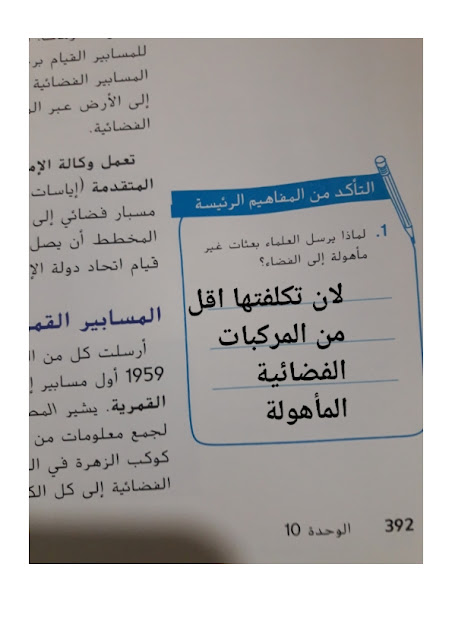 للمسابير القيام
المسابير الفضائية
إلى الأرض عبر
الفضائية.
تعمل وكالة
المتقدمة (إياسات
مسبار فضائي إلى
المخطط أن يصل
قيام اتحاد دولة
المسابير
أرسلت كل من
1959 أول مسابير
القمرية. يشير
لجمع معلومات من
كوكب الزهرة في
الفضائية إلى كل
التأكد من المفاهيم الرئيسة
1. لماذا يرسل العلماء بعثات غير
مأهولة إلى الفضاء؟
لان تكلفتها اقل
من المركبات
الفضائية
المأهولة
392 الوحدة 10